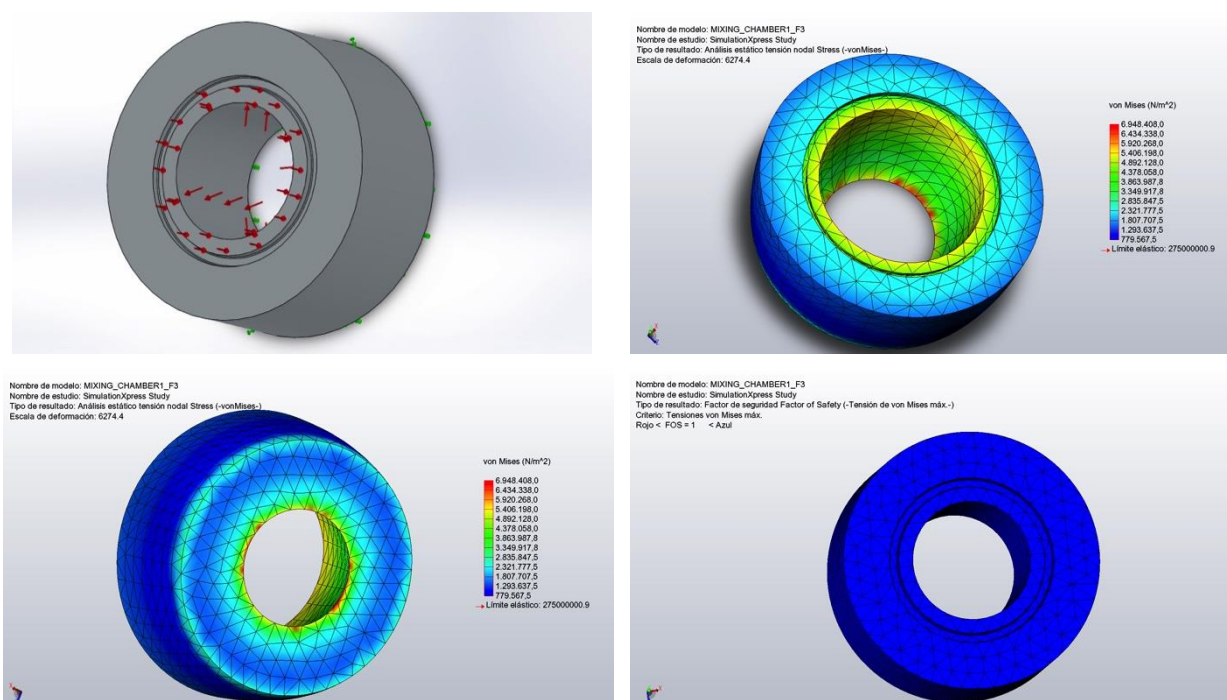 Nombre de modelo: MIXING_CHAMBER1_F3
Nombre de estudio: SimulationXpress Study
Tipo de resultado: Análisis estático tensión nodal Stress (-vonMises-)
Escala de deformación: 6274.4
von Mises (N/m^2)
6.948.408,0
6.434.338,0
5.920.268,0
5.406.198,0
4.892.128,0
4.378.058,0
3.863.987,8
3.349.917,8
2.835.847,5
2.321.777,5
1.807.707,5
1.293.637,5
779.567,5
Límite elástico: 275000000.9
Nombre de modelo: MIXING_CHAMBER1_F3
Nombre de estudio: SimulationXpress Study
Tipo de resultado: Análisis estático tensión nodal Stress (-vonMises-)
Escala de deformación: 6274.4
von Mises (N/m^2)
6.948.408,0
6.434.338,0
5.920.268,0
5.406.198,0
4.892.128,0
4.378.058,0
3.863.987,8
3.349.917,8
2.835.847,5
2.321.777,5
1.807.707,5
1.293.637,5
779.567,5
Límite elástico: 275000000.9
Nombre de modelo: MIXING_CHAMBER1_F3
Nombre de estudio: SimulationXpress Study
Tipo de resultado: Factor de seguridad Factor of Safety (-Tensión de von Mises máx.-)
Criterio: Tensiones von Mises máx.
Rojo < FOS = 1 < Azul